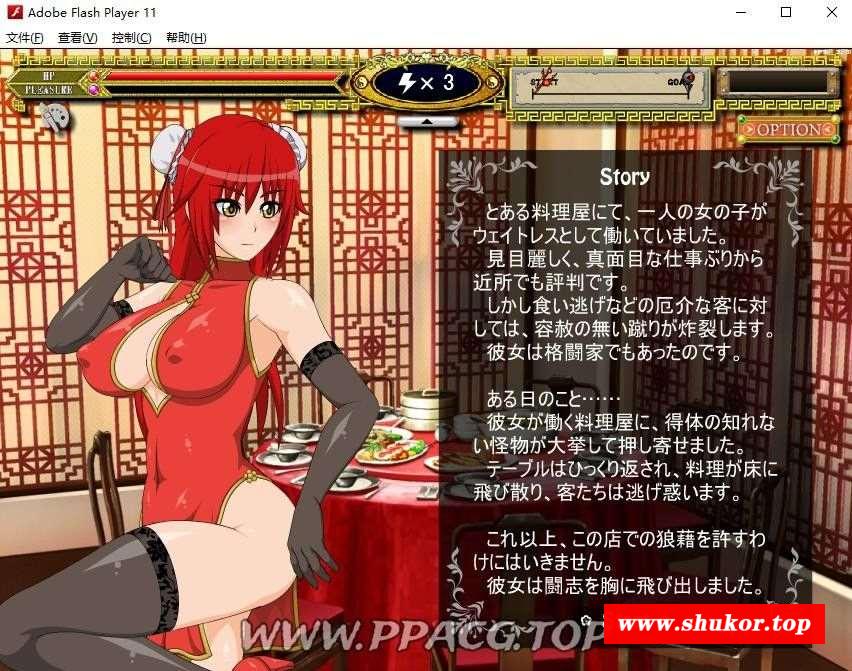 Adobe Flash Player 11
文件(F) 查看(V) 控制(C) 帮助(H)
HP
PLEASURE
× 3
START
GOAL
OPTION
Story
とある料理屋にて、一人の女の子が
ウェイトレスとして働いていました。
見目麗しく、真面目な仕事ぶりから
近所でも評判です。
しかし食い逃げなどの厄介な客に対
しては、容赦の無い蹴りが炸裂します。
彼女は格闘家でもあったのです。
ある日のこと……
彼女が働く料理屋に、得体の知れな
い怪物が大挙して押し寄せました。
テーブルはひっくり返され、料理が床に
飛び散り、客たちは逃げ惑います。
これ以上、この店での狼藉を許すわ
けにはいきません。
彼女は闘志を胸に飛び出しました。
WWW.PPACG.TOP
www.shukor.top